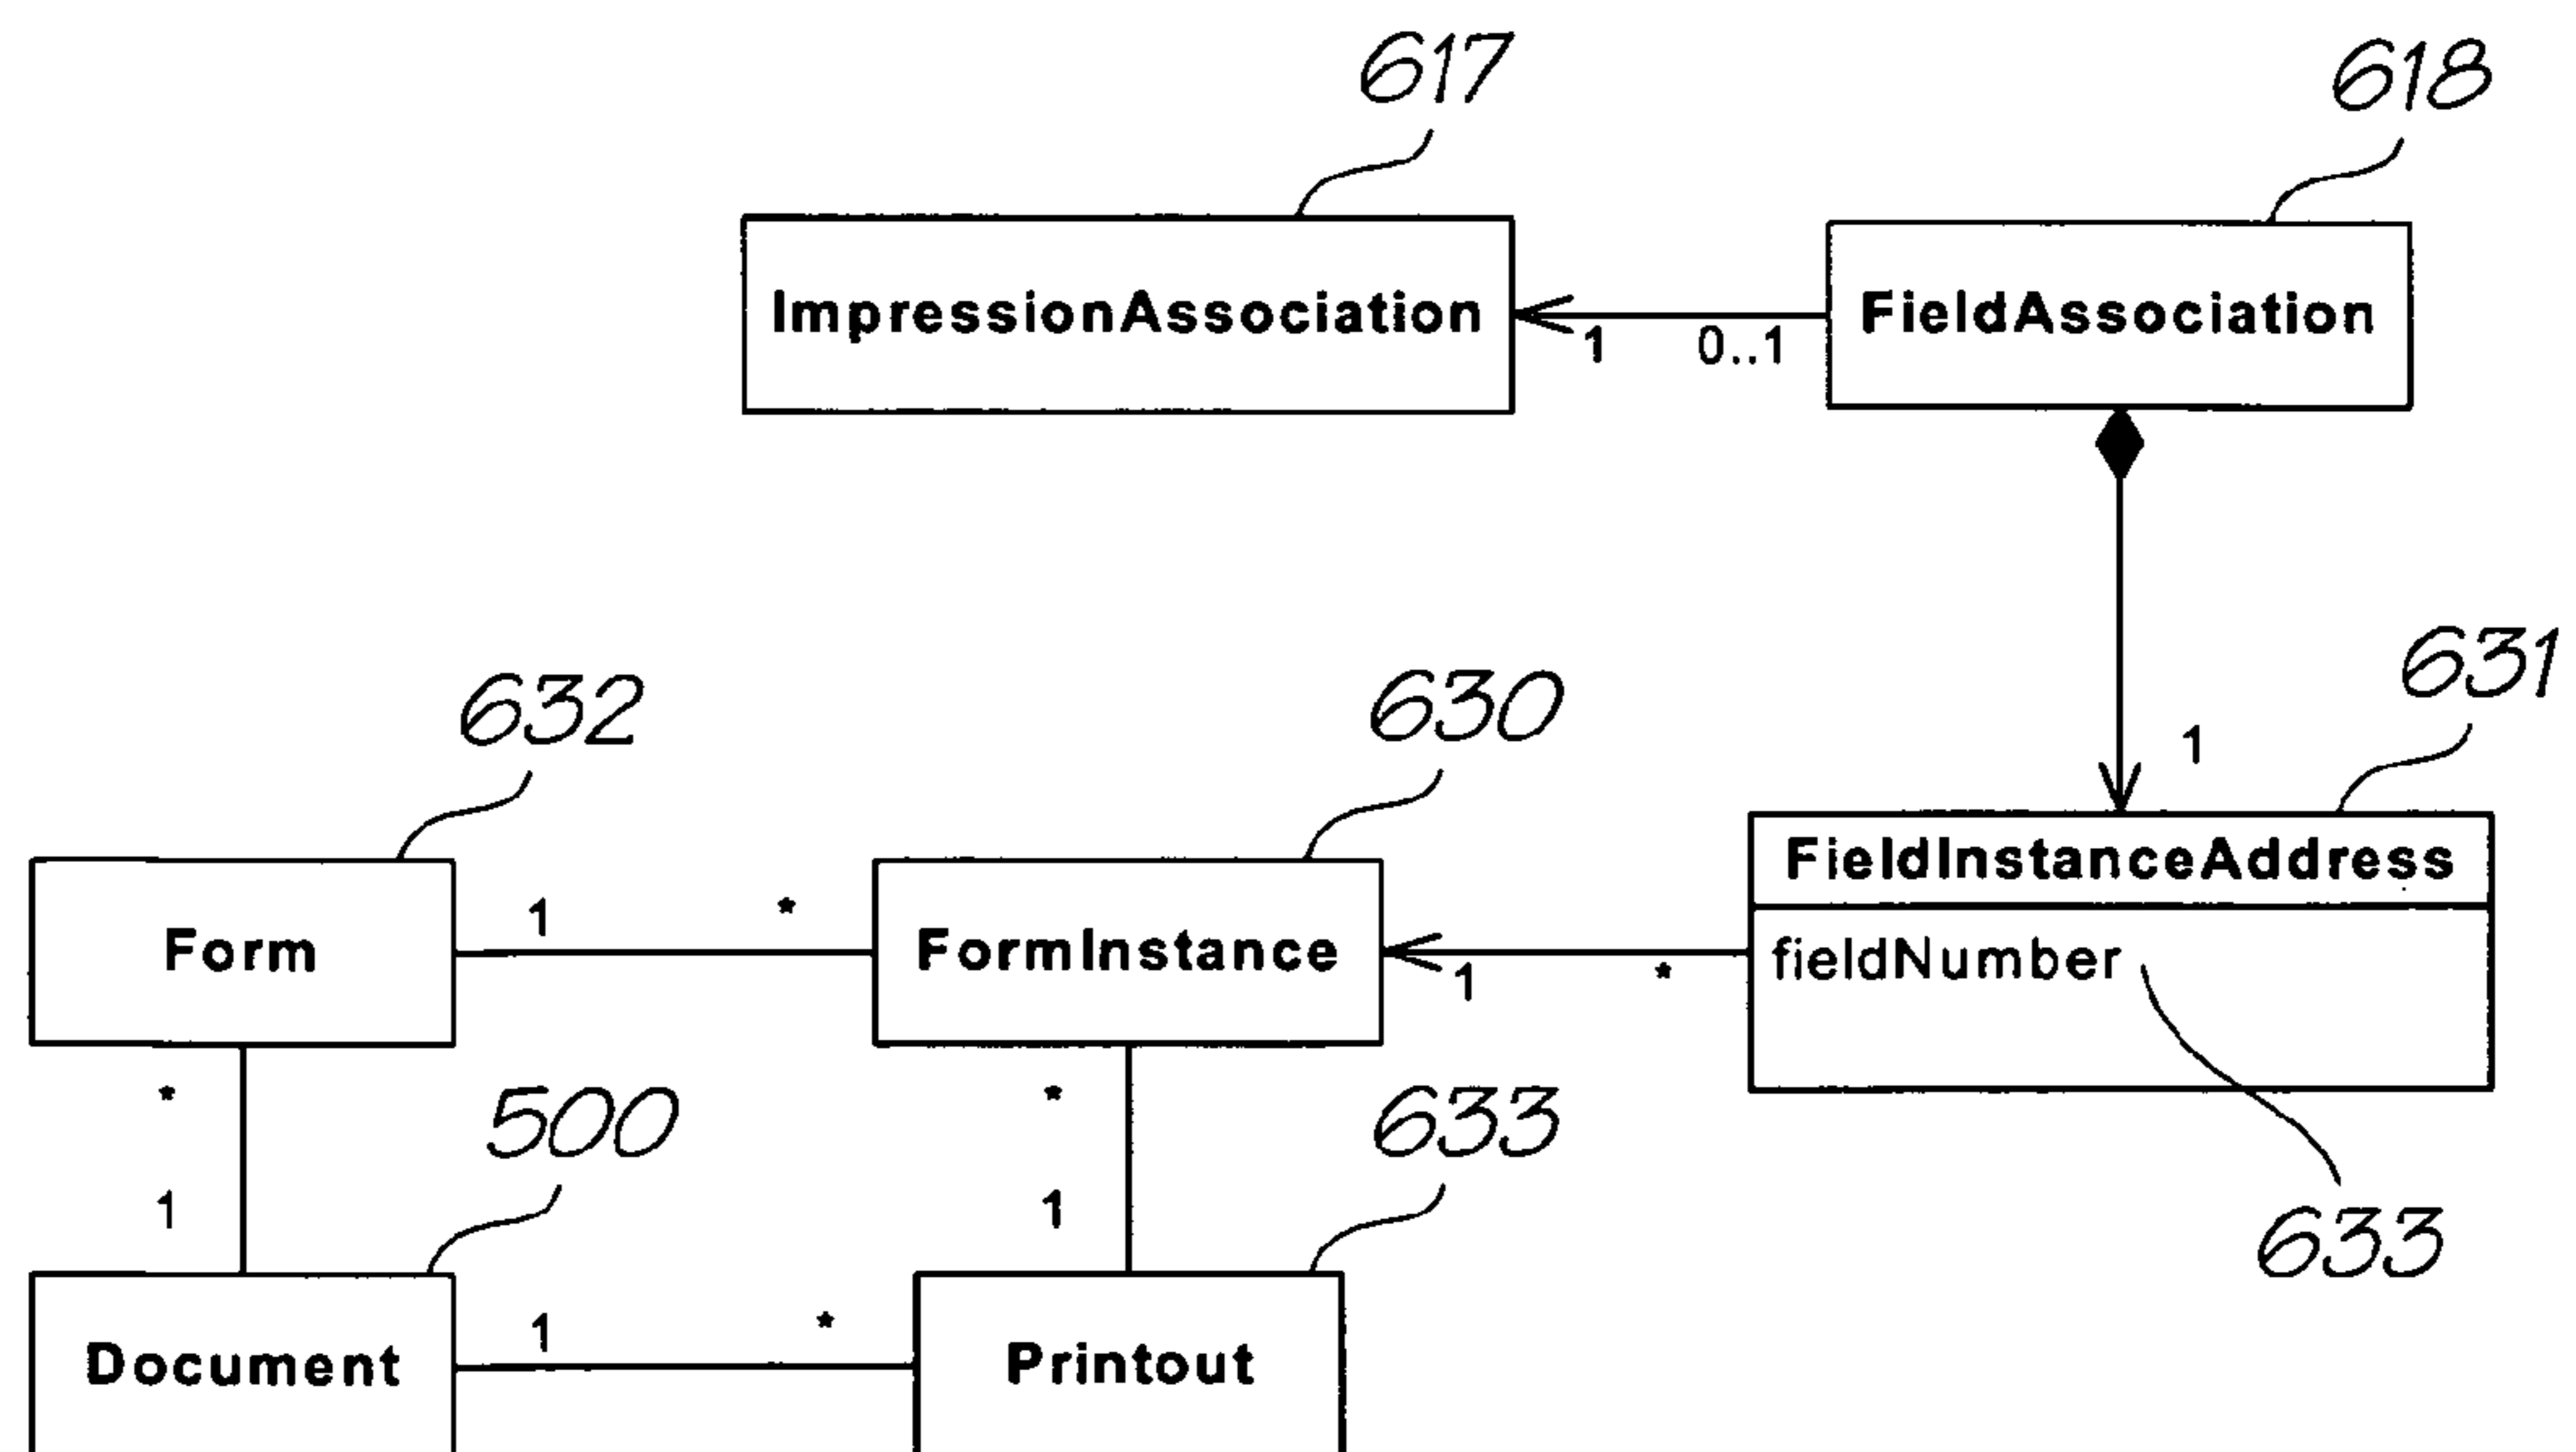 617
618
ImpressionAssociation
1
0..1
FieldAssociation
631
1
632
630
FieldInstanceAddress
Form
1
*
FormInstance
1
*
fieldNumber
*
500
*
633
1
1
633
Document
1
*
Printout